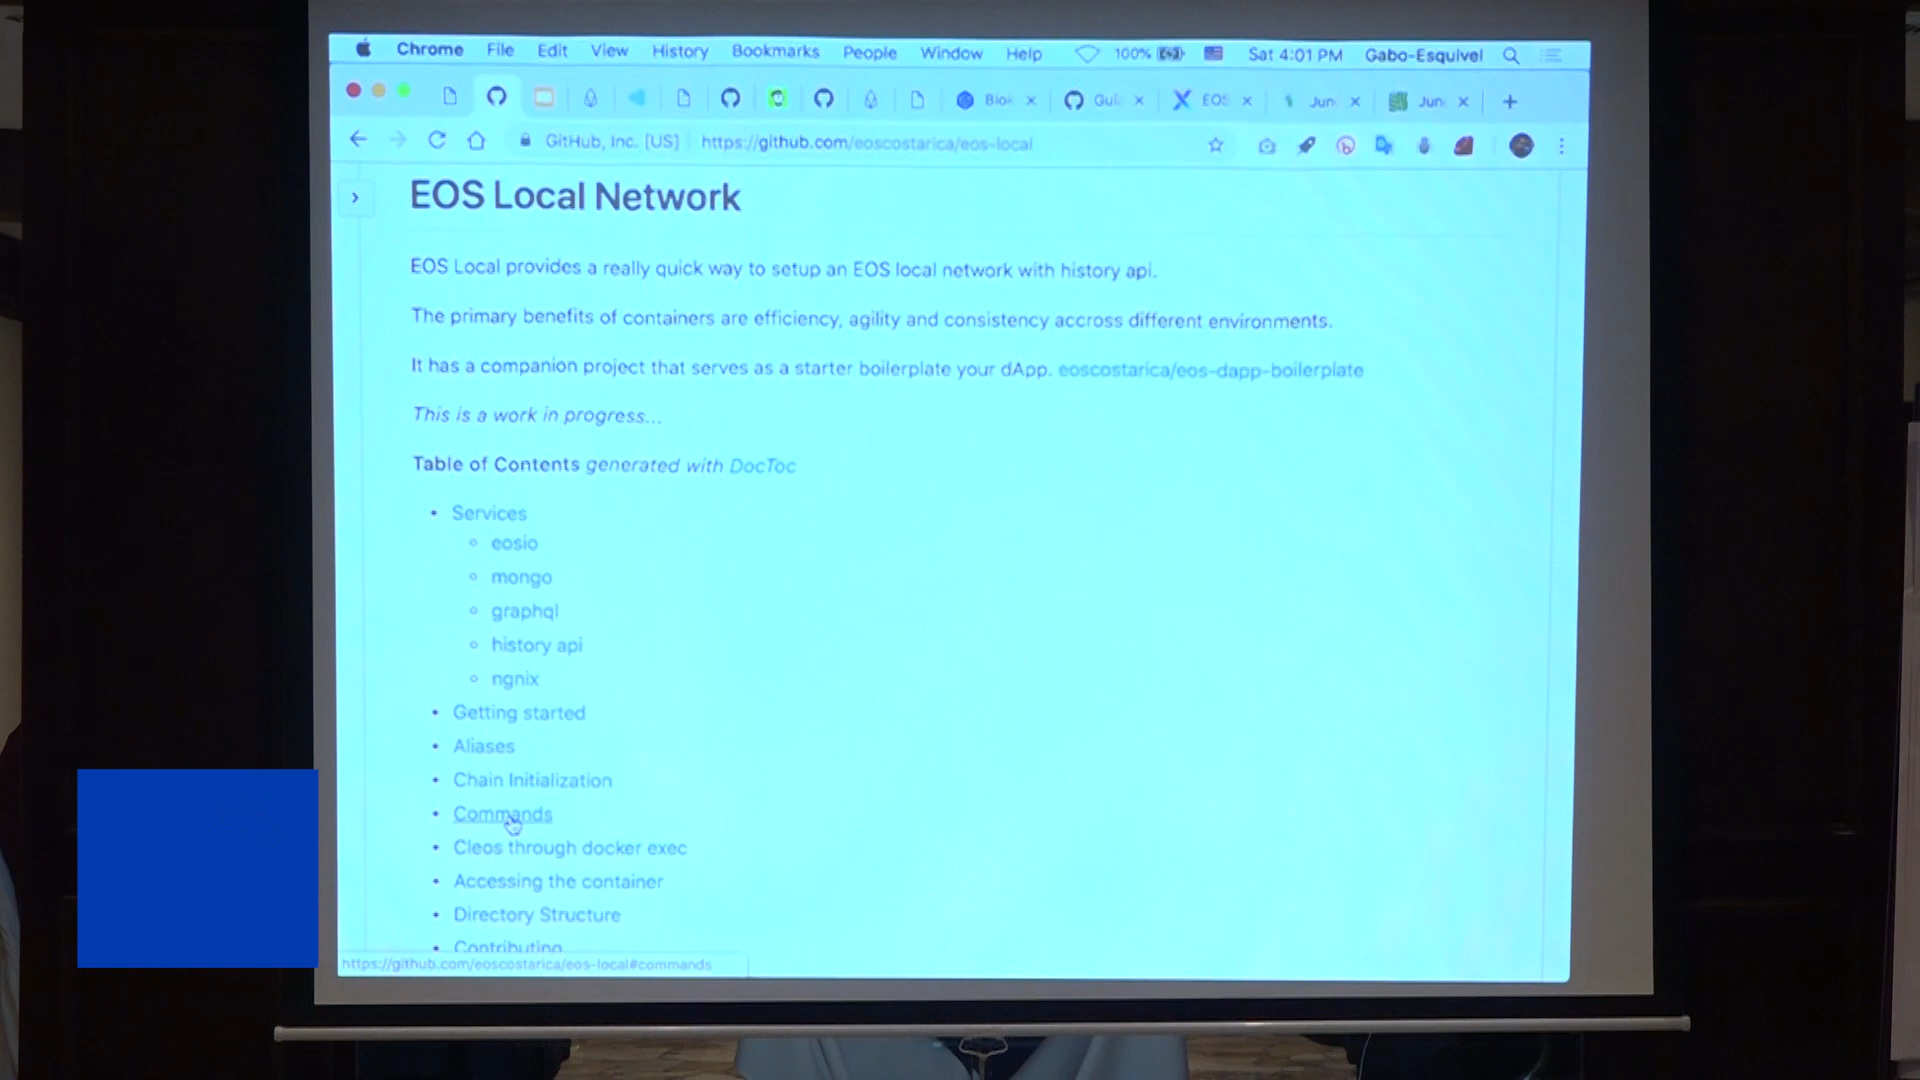 Chrome File Edit View History Bookmarks People Window Help 100% Sat 4:01 PM Gabo-Esquivel
Blo Gul EOS Jun Jun
GitHub, Inc. [US] https://github.com/eoscostarica/eos-local
EOS Local Network
EOS Local provides a really quick way to setup an EOS local network with history api.
The primary benefits of containers are efficiency, agility and consistency accross different environments.
It has a companion project that serves as a starter boilerplate your dApp. eoscostarica/eos-dapp-boilerplate
This is a work in progress...
Table of Contents generated with DocToc
Services
eosio
mongo
graphql
history api
ngnix
Getting started
Aliases
Chain Initialization
Commands
Cleos through docker exec
Accessing the container
Directory Structure
Contributing
https://github.com/eoscostarica/eos-local#commands